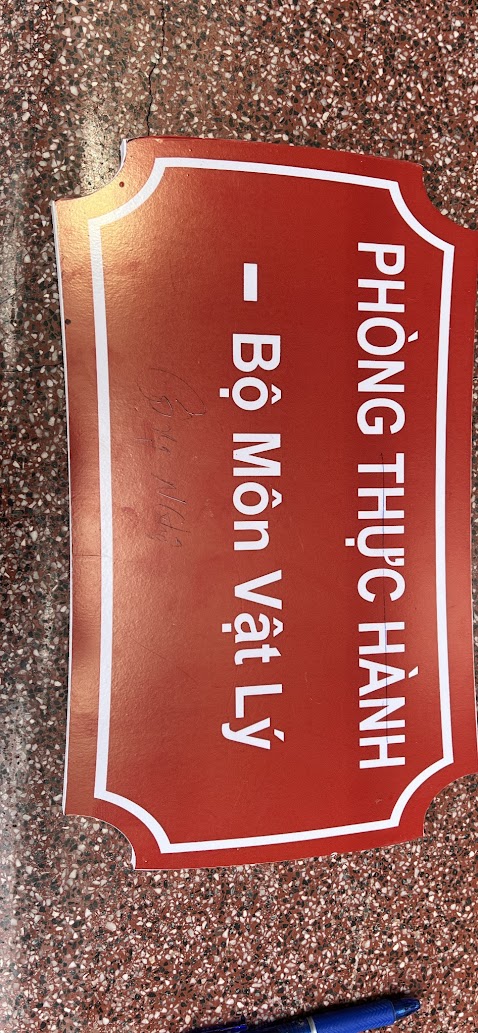 PHÒNG THỰC HÀNH
- Bộ Môn Vật Lý